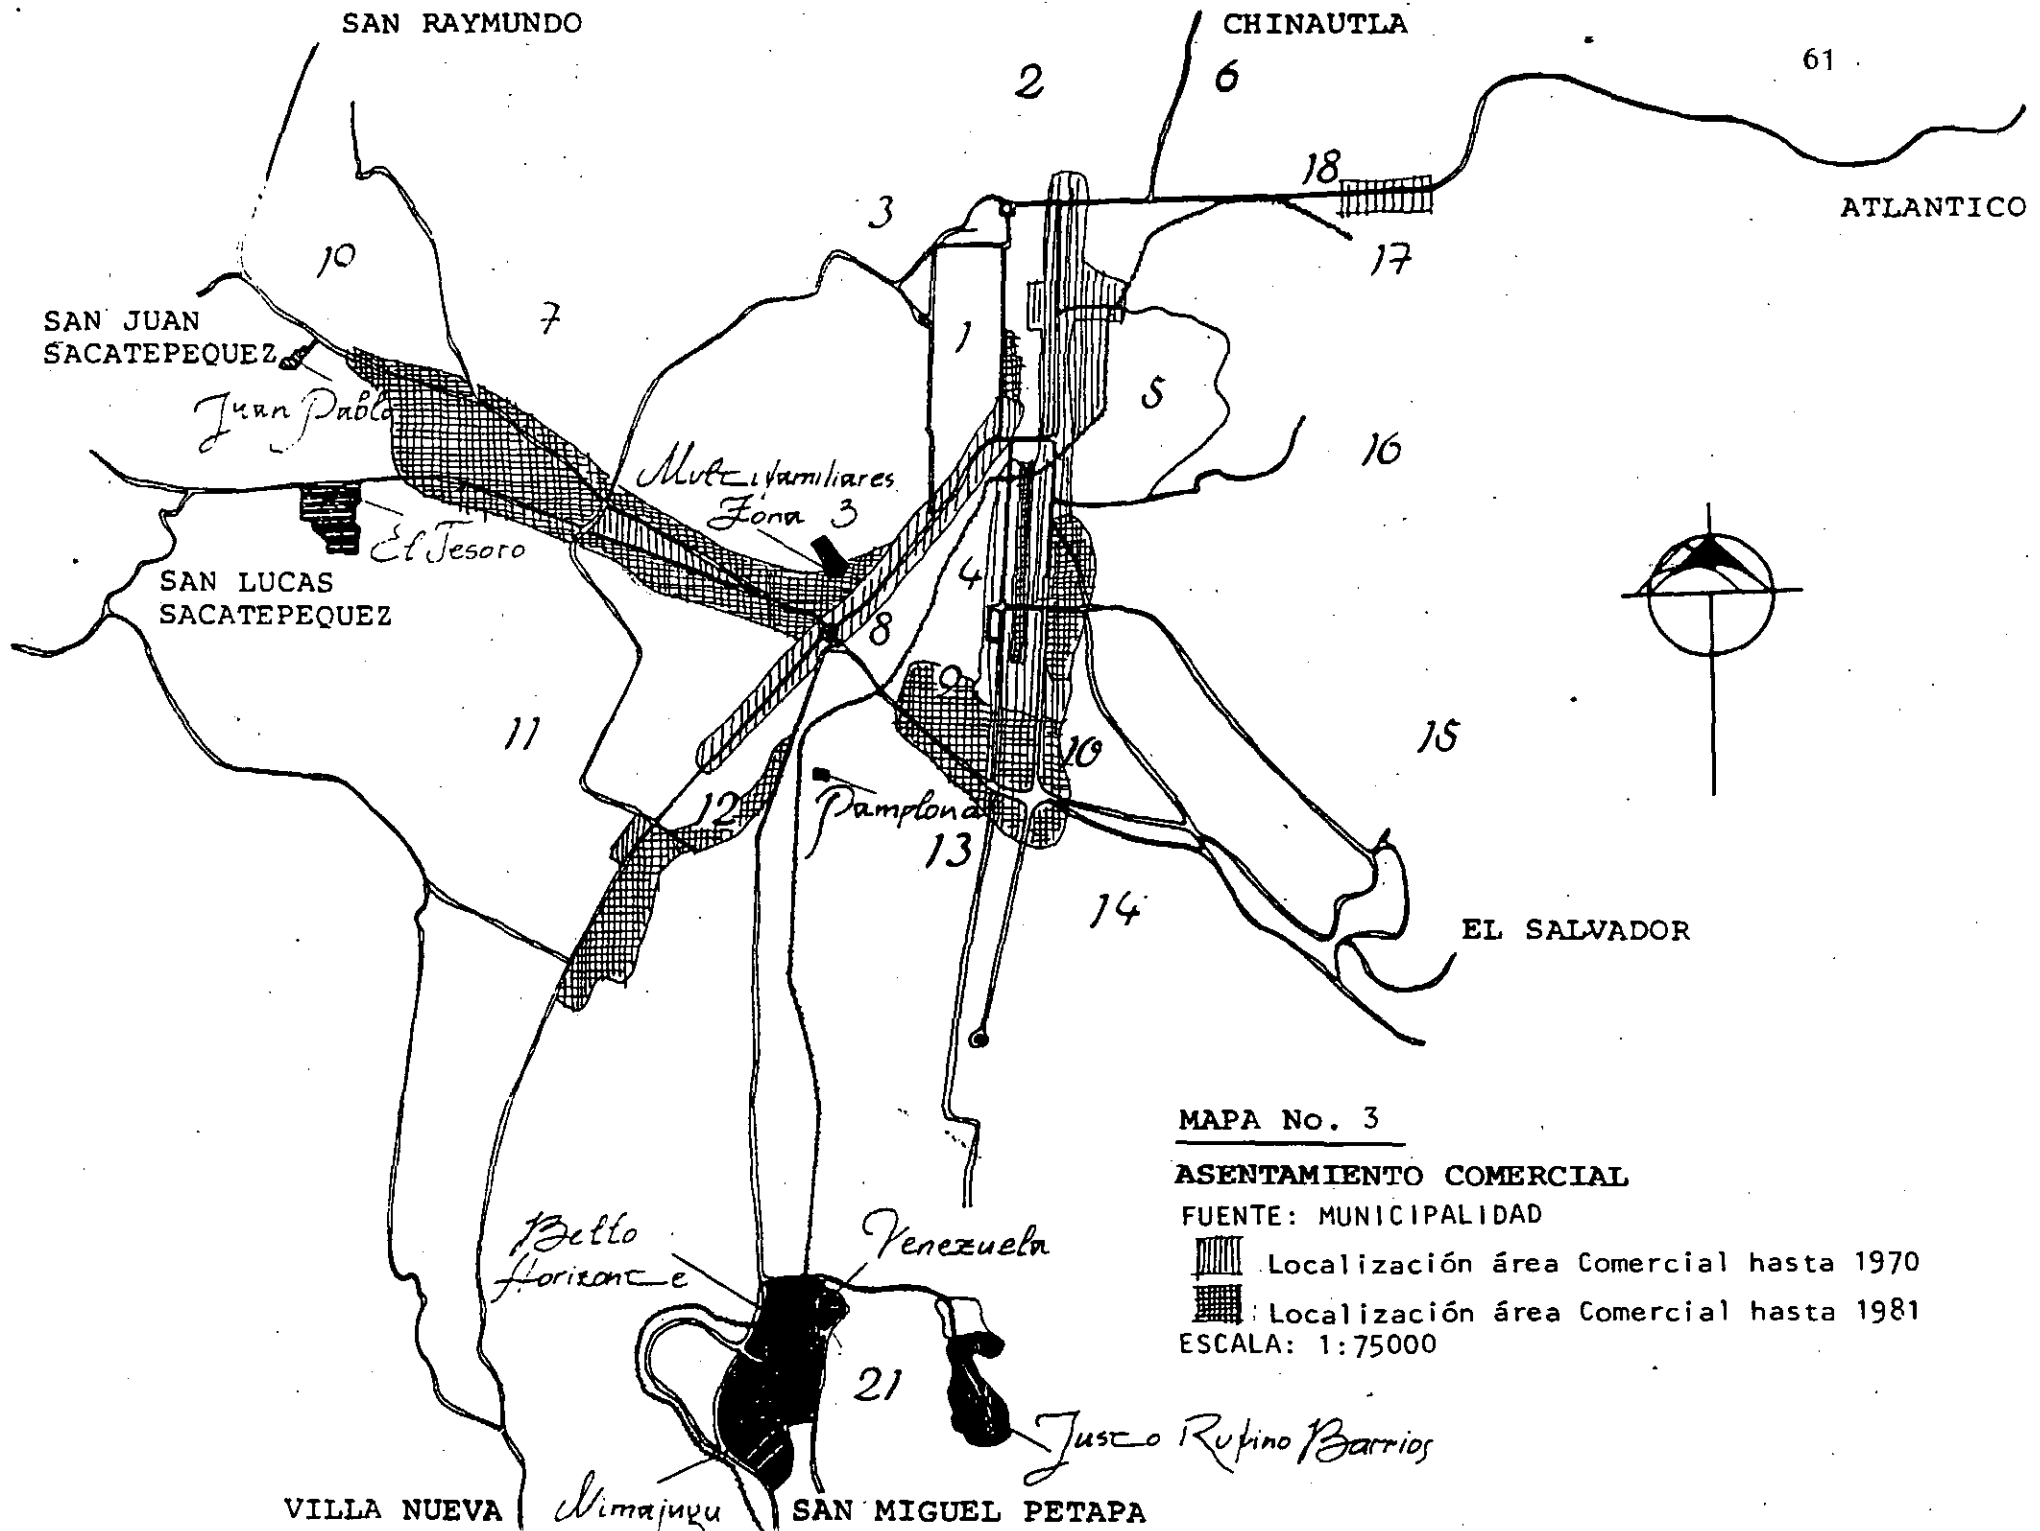 SAN RAYMUNDO
CHINAUTLA
61
2
6
18
ATLANTICO
3
17
10
7
SAN JUAN
SACATEPEQUEZ
1
Juan Pablo
5
16
Multifamiliares
Zona 3
El Tesoro
4
SAN LUCAS
SACATEPEQUEZ
8
9
11
10
15
12
Pamplona
13
14
EL SALVADOR
MAPA No. 3
ASENTAMIENTO COMERCIAL
FUENTE: MUNICIPALIDAD
Localización área Comercial hasta 1970
Localización área Comercial hasta 1981
ESCALA: 1:75000
Bello
Horizonte
Venezuela
21
Justo Rufino Barrios
VILLA NUEVA
Nimajuyu
SAN MIGUEL PETAPA